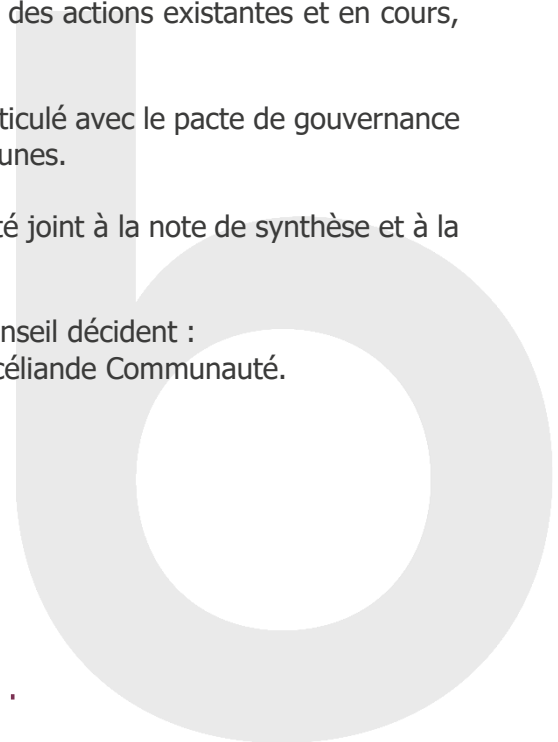 des actions existantes et en cours,
ticulé avec le pacte de gouvernance
unes.
té joint à la note de synthèse et à la
nseil décident :
céliande Communauté.
.